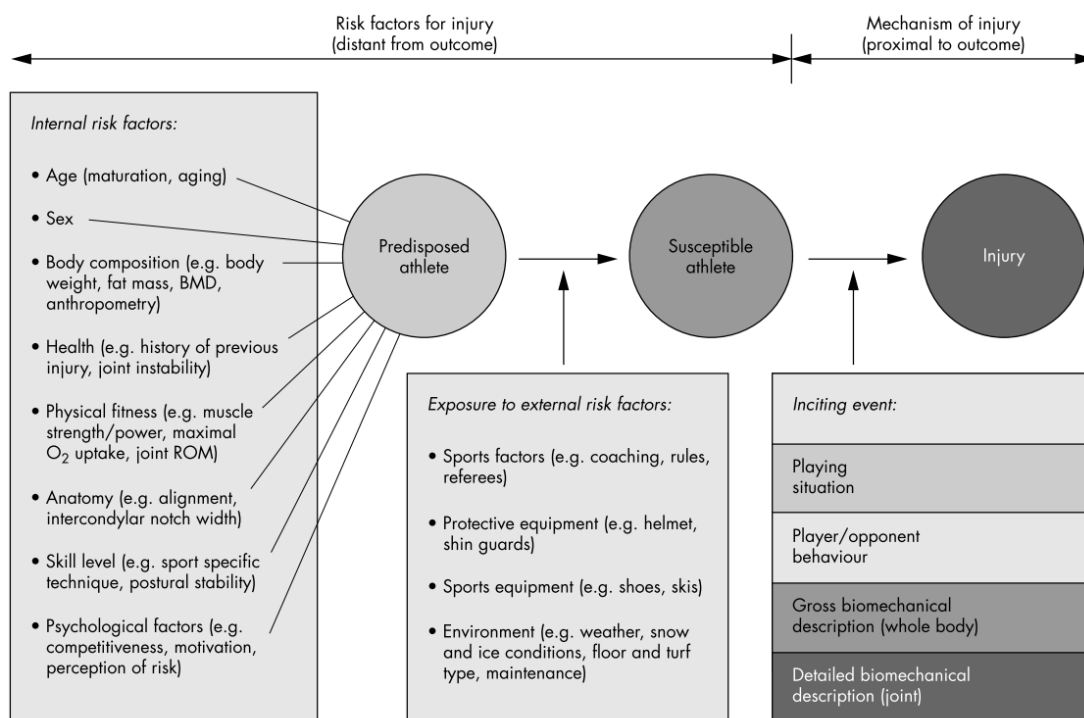 Risk factors for injury
(distant from outcome)
Mechanism of injury
(proximal to outcome)
Internal risk factors:
• Age (maturation, aging)
• Sex
• Body composition (e.g. body
weight, fat mass, BMD,
anthropometry)
• Health (e.g. history of previous
injury, joint instability)
• Physical fitness (e.g. muscle
strength/power, maximal
O2 uptake, joint ROM)
• Anatomy (e.g. alignment,
intercondylar notch width)
• Skill level (e.g. sport specific
technique, postural stability)
• Psychological factors (e.g.
competitiveness, motivation,
perception of risk)
Predisposed
athlete
Susceptible
athlete
Injury
Exposure to external risk factors:
• Sports factors (e.g. coaching, rules,
referees)
• Protective equipment (e.g. helmet,
shin guards)
• Sports equipment (e.g. shoes, skis)
• Environment (e.g. weather, snow
and ice conditions, floor and turf
type, maintenance)
Inciting event:
Playing
situation
Player/opponent
behaviour
Gross biomechanical
description (whole body)
Detailed biomechanical
description (joint)